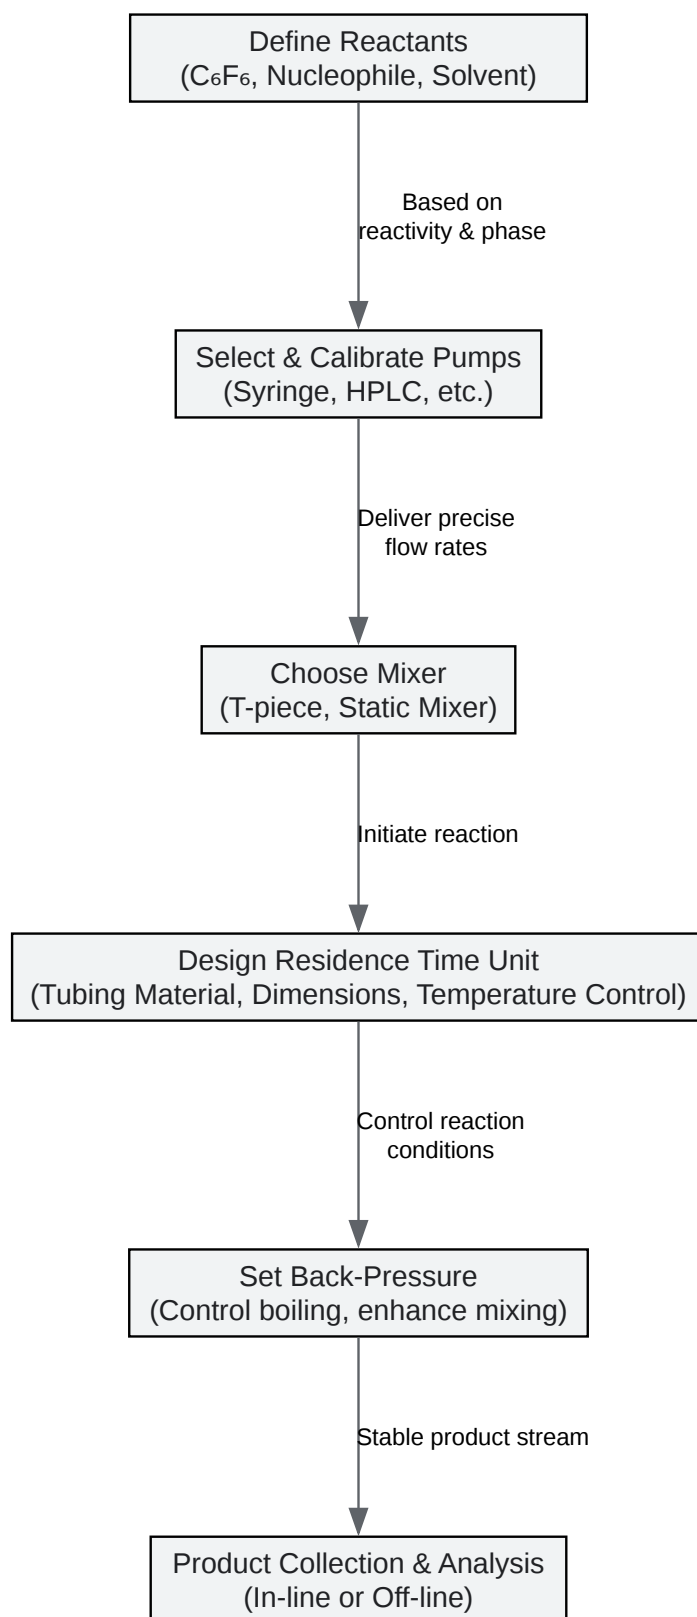 Define Reactants
(C₆F₆, Nucleophile, Solvent)
Based on
reactivity & phase
Select & Calibrate Pumps
(Syringe, HPLC, etc.)
Deliver precise
flow rates
Choose Mixer
(T-piece, Static Mixer)
Initiate reaction
Design Residence Time Unit
(Tubing Material, Dimensions, Temperature Control)
Control reaction
conditions
Set Back-Pressure
(Control boiling, enhance mixing)
Stable product stream
Product Collection & Analysis
(In-line or Off-line)